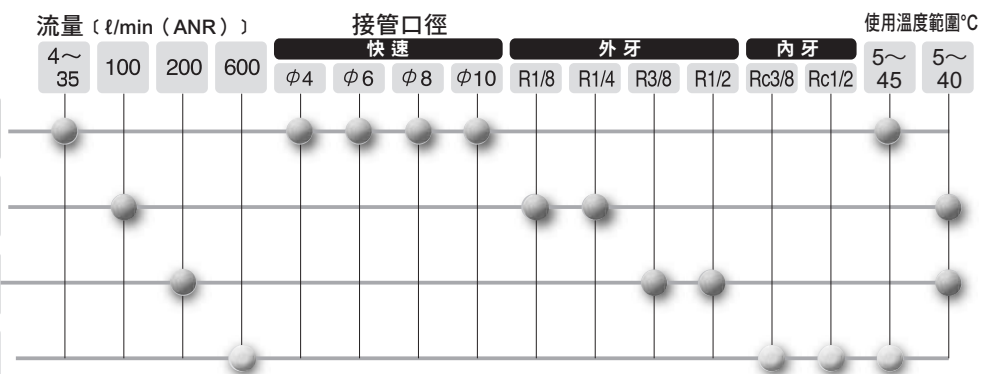 流量〔ℓ/min（ANR）〕 接管口徑 使用溫度範圍°C
快速 外牙 內牙
4～35 100 200 600 φ4 φ6 φ8 φ10 R1/8 R1/4 R3/8 R1/2 Rc3/8 Rc1/2 5～45 5～40